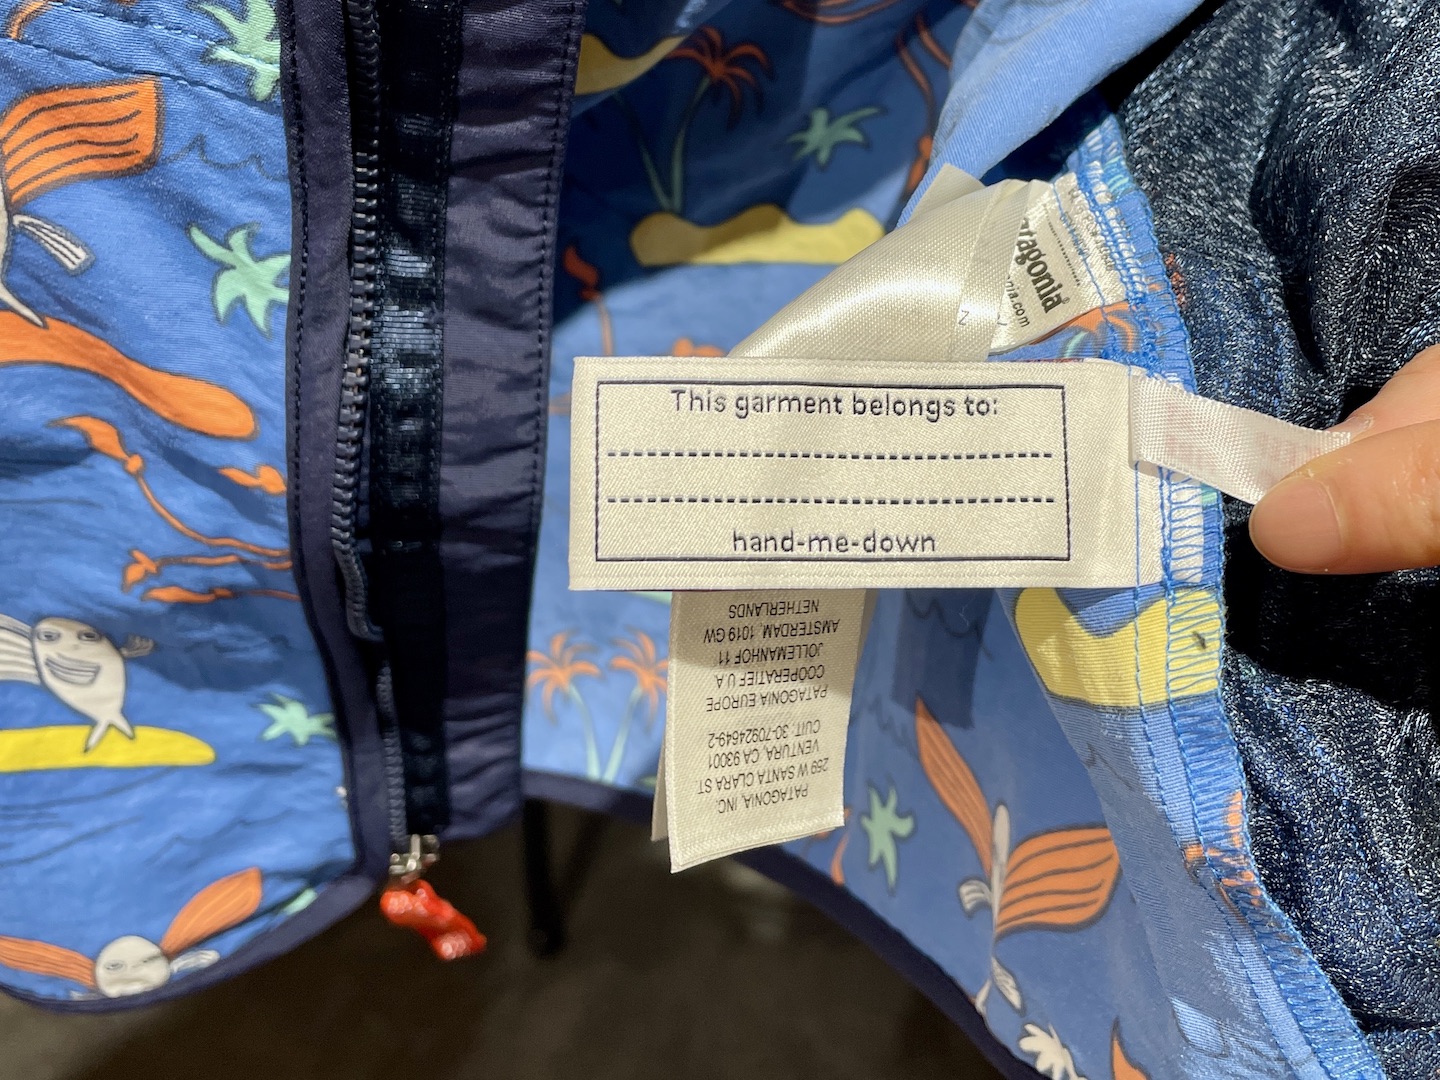 This garment belongs to:
hand-me-down
patagonia®
PATAGONIA, INC.
259 W SANTA CLARA ST.
VENTURA, CA 93001
CUIT: 30-70924649-2
PATAGONIA EUROPE
COOPERATIEF U A
JOLLEMANHOF 11
AMSTERDAM, 1019 GW
NETHERLANDS